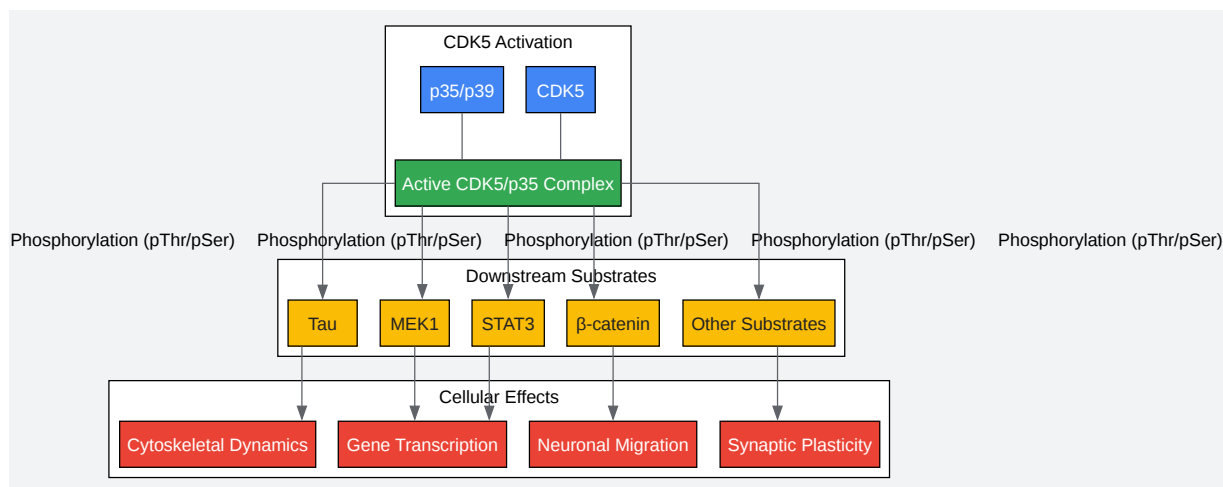 CDK5 Activation
p35/p39
CDK5
Active CDK5/p35 Complex
Phosphorylation (pThr/pSer)
Phosphorylation (pThr/pSer)
Phosphorylation (pThr/pSer)
Phosphorylation (pThr/pSer)
Phosphorylation (pThr/pSer)
Downstream Substrates
Tau
MEK1
STAT3
β-catenin
Other Substrates
Cellular Effects
Cytoskeletal Dynamics
Gene Transcription
Neuronal Migration
Synaptic Plasticity